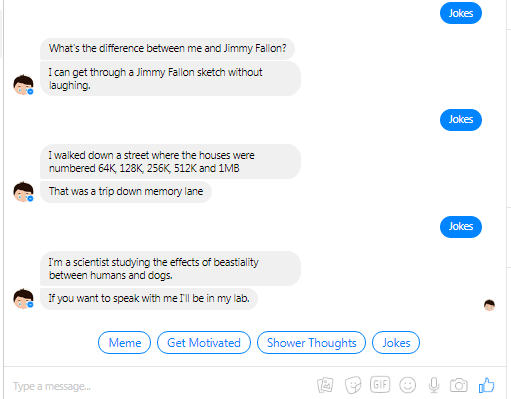 Jokes
What's the difference between me and Jimmy Fallon?
I can get through a Jimmy Fallon sketch without
laughing.
Jokes
I walked down a street where the houses were
numbered 64K, 128K, 256K, 512K and 1MB
That was a trip down memory lane
Jokes
I'm a scientist studying the effects of beastiality
between humans and dogs.
If you want to speak with me I'll be in my lab.
Meme Get Motivated Shower Thoughts Jokes
Type a message... GIF